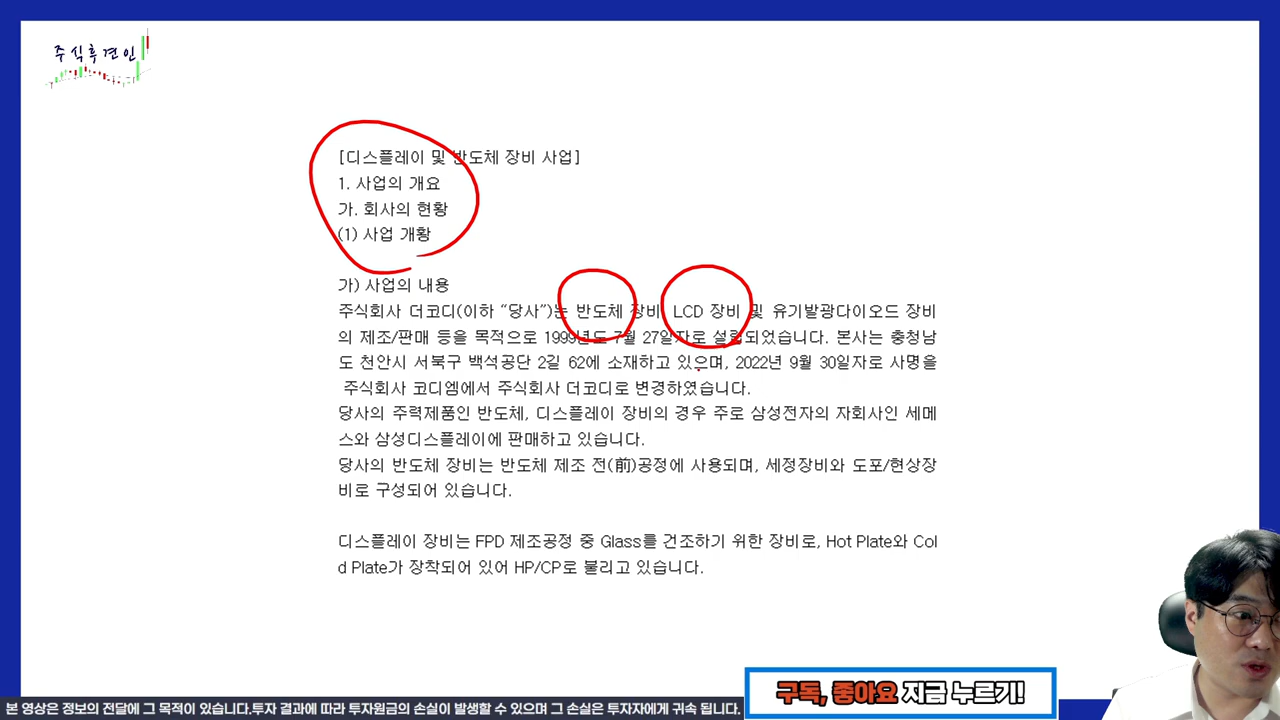 주식후견인
[디스플레이 및 반도체 장비 사업]
1. 사업의 개요
가. 회사의 현황
(1) 사업 개황
가) 사업의 내용
주식회사 더코디(이하 “당사”)는 반도체 장비, LCD 장비 및 유기발광다이오드 장비
의 제조/판매 등을 목적으로 1999년도 7월 27일자로 설립되었습니다. 본사는 충청남
도 천안시 서북구 백석공단 2길 62에 소재하고 있으며, 2022년 9월 30일자로 사명을
주식회사 코디엠에서 주식회사 더코디로 변경하였습니다.
당사의 주력제품인 반도체, 디스플레이 장비의 경우 주로 삼성전자의 자회사인 세메
스와 삼성디스플레이에 판매하고 있습니다.
당사의 반도체 장비는 반도체 제조 전(前)공정에 사용되며, 세정장비와 도포/현상장
비로 구성되어 있습니다.
디스플레이 장비는 FPD 제조공정 중 Glass를 건조하기 위한 장비로, Hot Plate와 Col
d Plate가 장착되어 있어 HP/CP로 불리고 있습니다.
구독, 좋아요 지금 누르기!
본 영상은 정보의 전달에 그 목적이 있습니다.투자 결과에 따라 투자원금의 손실이 발생할 수 있으며 그 손실은 투자자에게 귀속 됩니다.